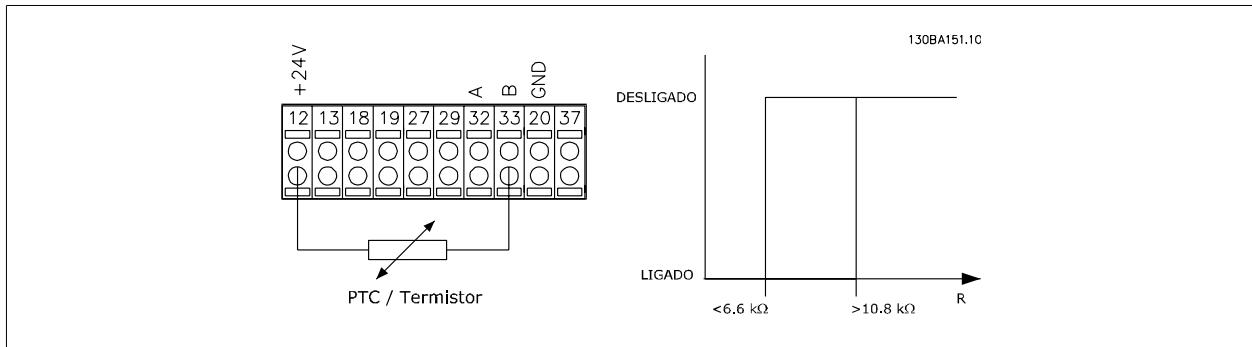 130BA151.10
+24V
A
B
GND
12 13 18 19 27 29 32 33 20 37
PTC / Termistor
DESLIGADO
LIGADO
<6.6 kΩ
>10.8 kΩ
R